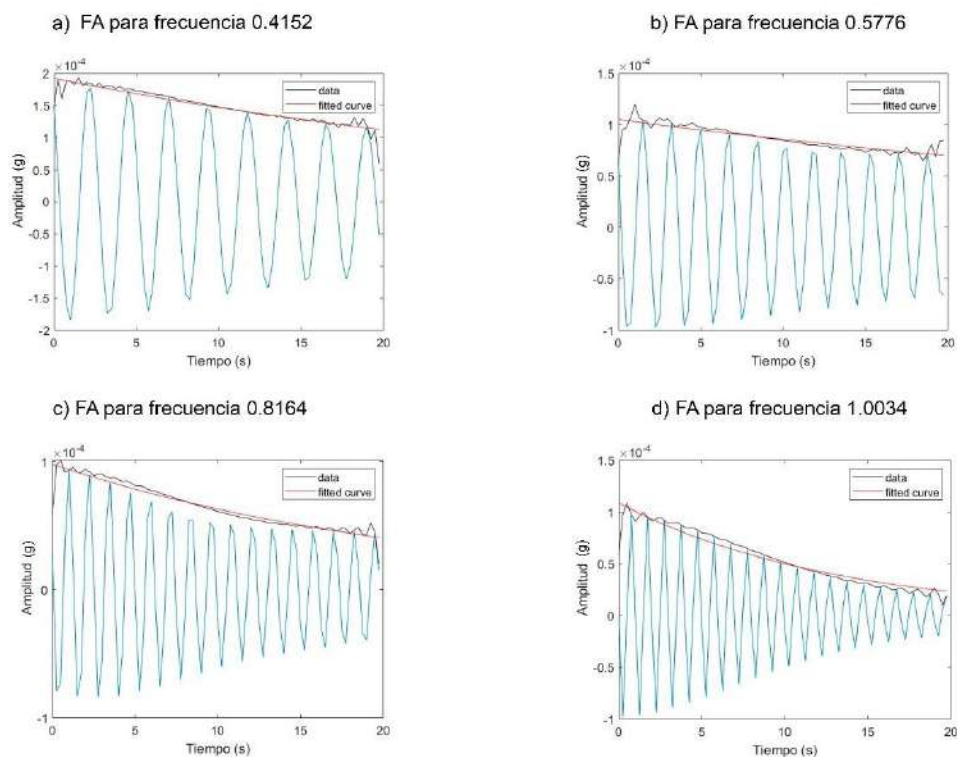 a) FA para frecuencia 0.4152
×10⁻⁴
2
1.5
1
0.5
0
-0.5
-1
-1.5
-2
Amplitud (g)
data
fitted curve
0 5 10 15 20
Tiempo (s)
b) FA para frecuencia 0.5776
×10⁻⁴
1.5
1
0.5
0
-0.5
-1
Amplitud (g)
data
fitted curve
0 5 10 15 20
Tiempo (s)
c) FA para frecuencia 0.8164
×10⁻⁴
1
0
-1
Amplitud (g)
data
fitted curve
0 5 10 15 20
Tiempo (s)
d) FA para frecuencia 1.0034
×10⁻⁴
1.5
1
0.5
0
-0.5
-1
Amplitud (g)
data
fitted curve
0 5 10 15 20
Tiempo (s)